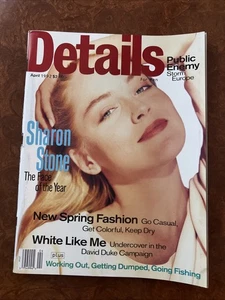 Details
Public
Enemy
Storm
Europe
Sharon
Stone
The Face
of the Year
New Spring Fashion Go Casual,
Get Colorful, Keep Dry
White Like Me Undercover in the
David Duke Campaign
plus
Working Out, Getting Dumped, Going Fishing